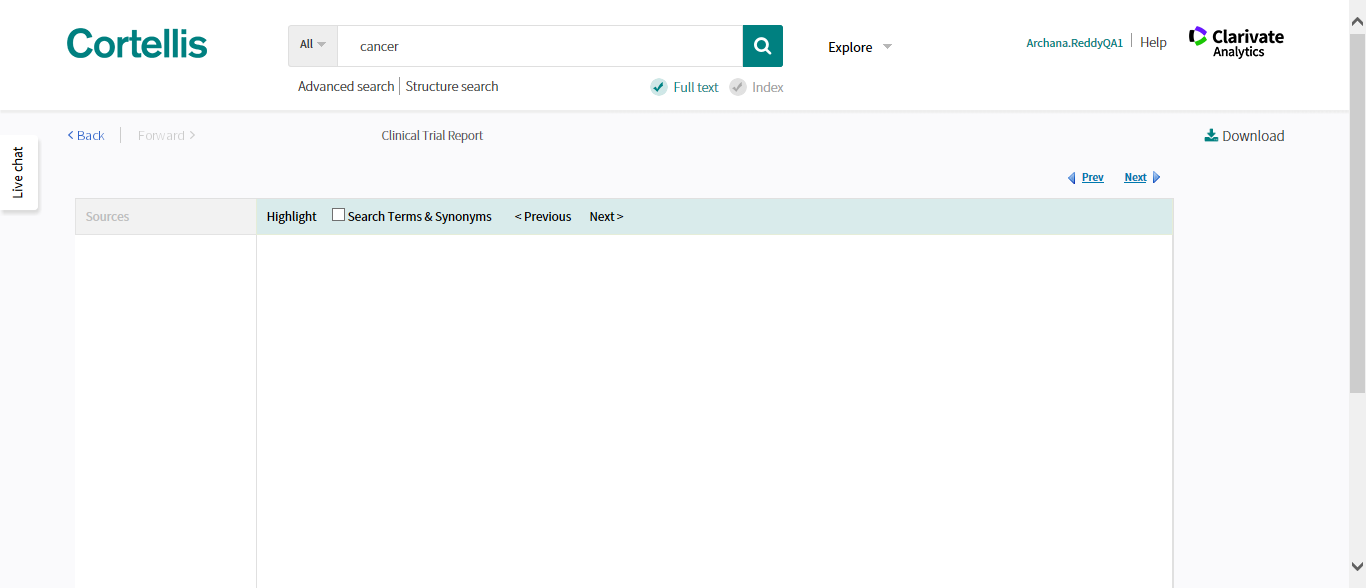 Cortellis
All
cancer
Explore
Archana.ReddyQA1 | Help
Clarivate
Analytics
Advanced search | Structure search
Full text
Index
< Back
Forward >
Clinical Trial Report
Download
Live chat
Prev
Next
Sources
Highlight
Search Terms & Synonyms
< Previous
Next >